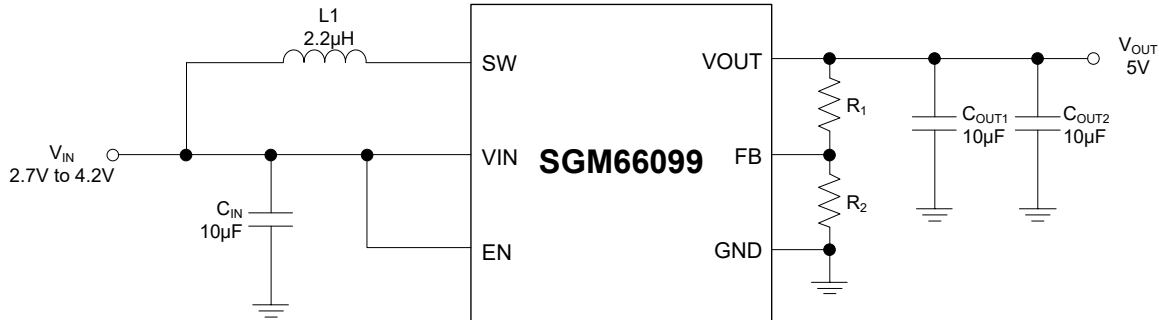 L1
2.2µH
SW
VOUT
V_OUT
5V
R₁
C_OUT1
10µF
C_OUT2
10µF
V_IN
2.7V to 4.2V
VIN
SGM66099
FB
C_IN
10µF
R₂
EN
GND